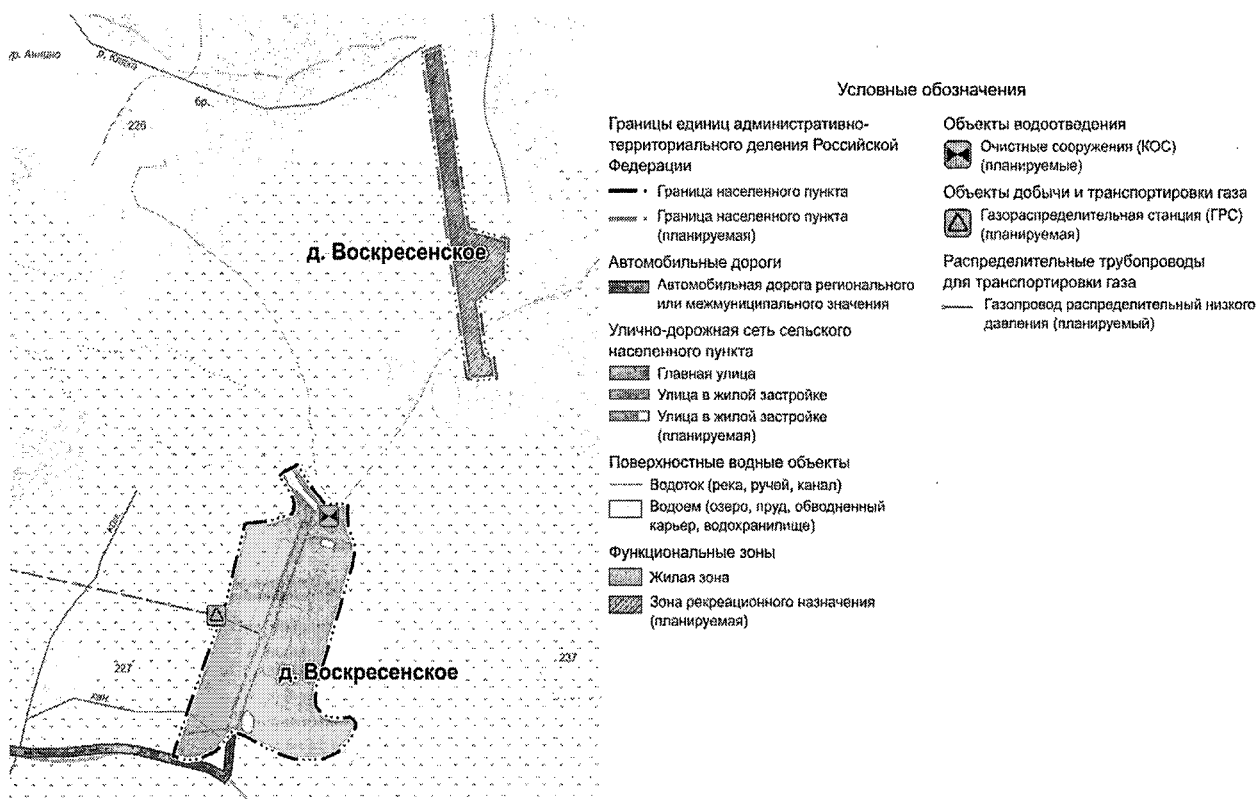 р. Клязка
бр.
226
д. Воскресенское
кан.
227
кан.
д. Воскресенское
237
Условные обозначения
Границы единиц административно-
территориального деления Российской
Федерации
Граница населенного пункта
Граница населенного пункта
(планируемая)
Автомобильные дороги
Автомобильная дорога регионального
или межмуниципального значения
Улично-дорожная сеть сельского
населенного пункта
Главная улица
Улица в жилой застройке
Улица в жилой застройке
(планируемая)
Поверхностные водные объекты
Водоток (река, ручей, канал)
Водоем (озеро, пруд, обводненный
карьер, водохранилище)
Функциональные зоны
Жилая зона
Зона рекреационного назначения
(планируемая)
Объекты водоотведения
Очистные сооружения (КОС)
(планируемые)
Объекты добычи и транспортировки газа
Газораспределительная станция (ГРС)
(планируемая)
Распределительные трубопроводы
для транспортировки газа
Газопровод распределительный низкого
давления (планируемый)